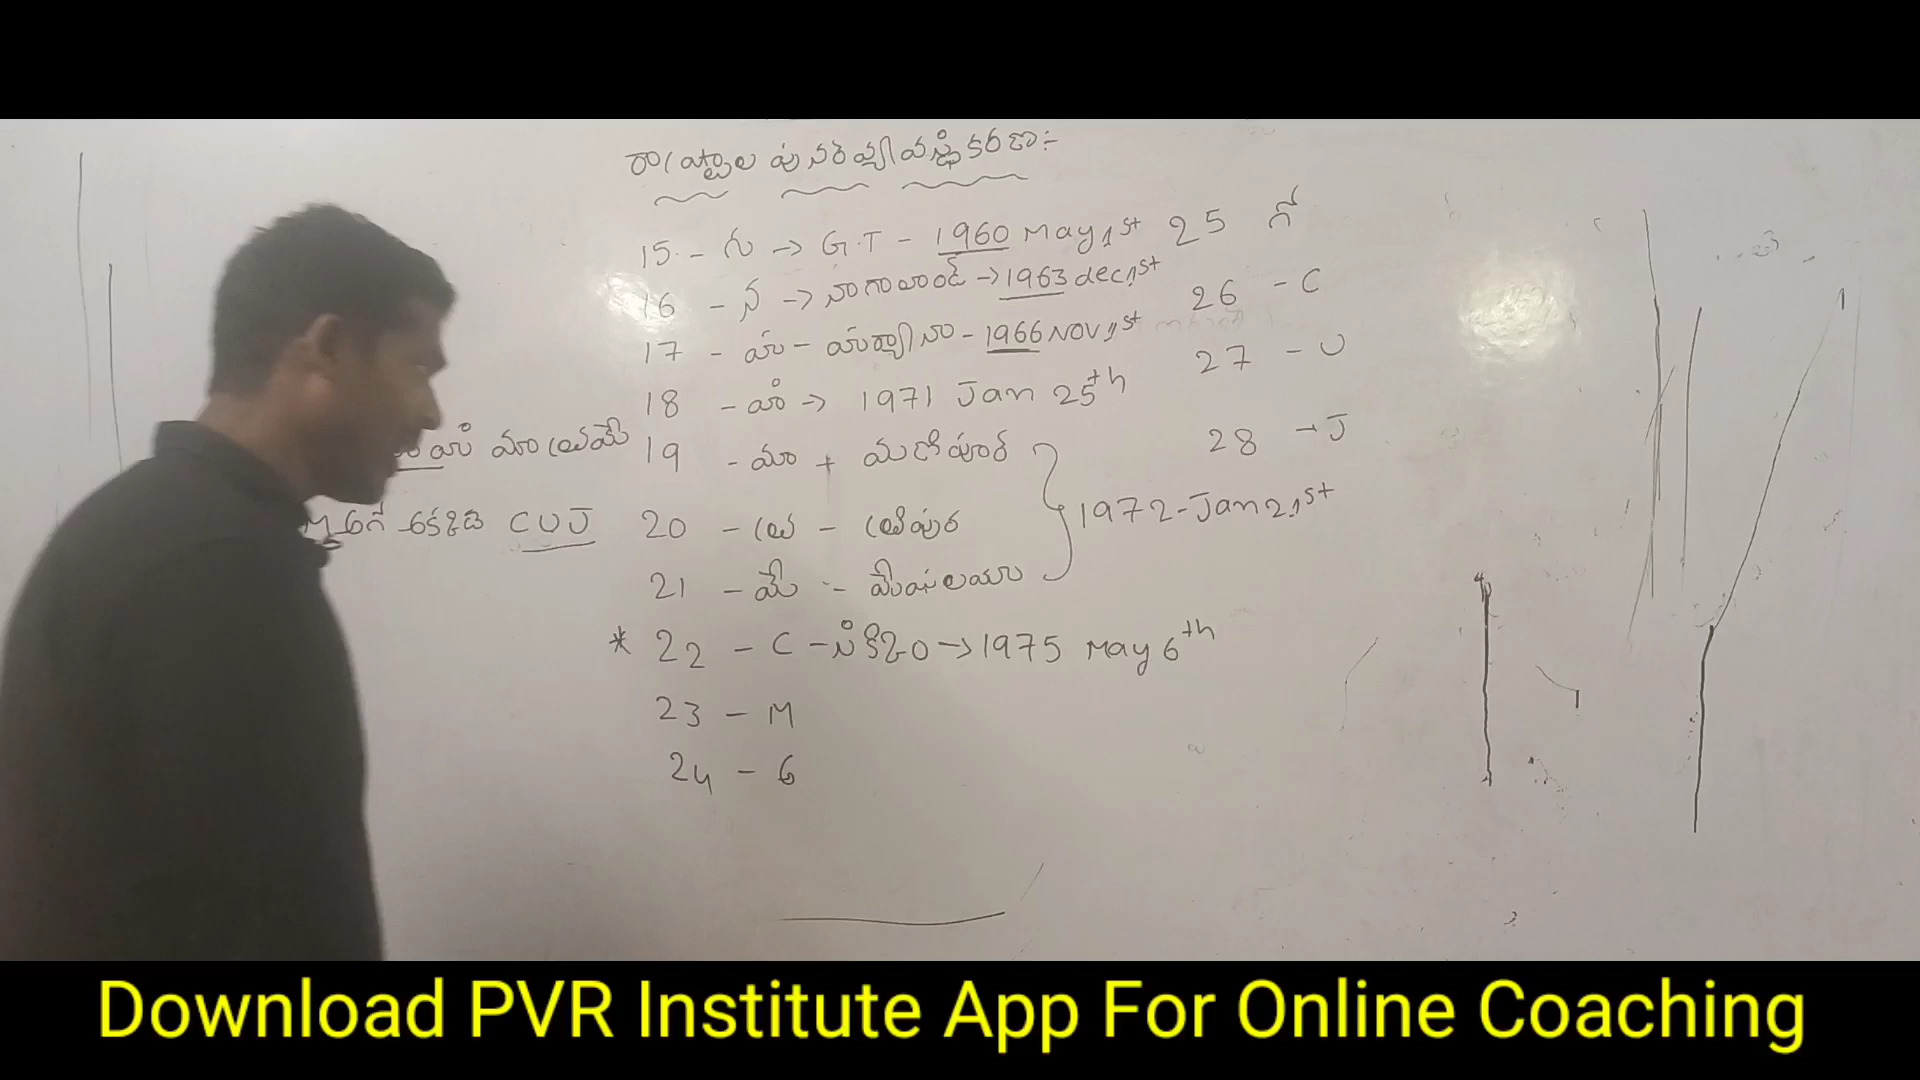 రాష్ట్రాల పునర్వ్యవస్థీకరణ:-
15 - గు → G.T - 1960 May 1st
16 - న → నాగాలాండ్ → 1963 dec 1st
17 - హ - హర్యానా - 1966 NOV 1st
18 - హిం → 1971 Jan 25th
19 - మ + మణిపూర్
20 - త్రి - త్రిపుర
21 - మే - మేఘాలయ
1972 - Jan 21st
* 22 - C - సిక్కిం → 1975 May 6th
23 - M
24 - అ
25 గో
26 - C
27 - U
28 - J
CUJ
Download PVR Institute App For Online Coaching